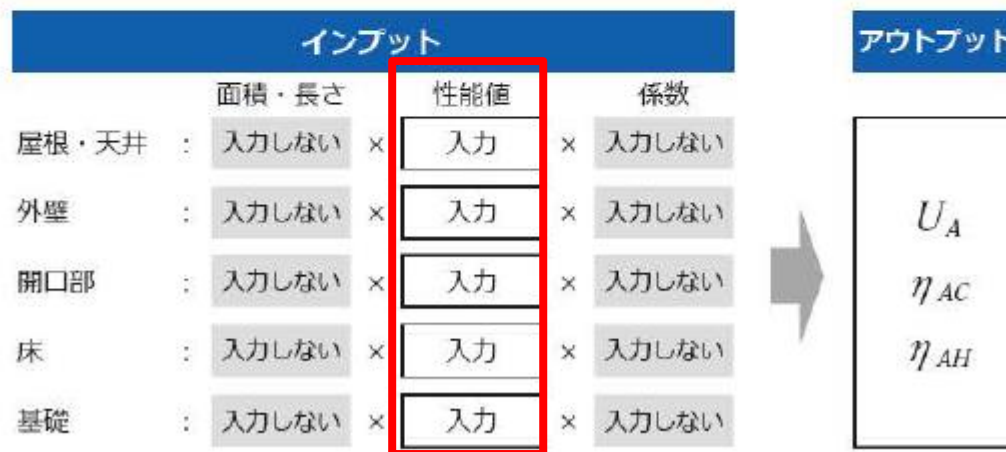 インプット アウトプット
面積・長さ 性能値 係数
屋根・天井 : 入力しない × 入力 × 入力しない
外壁 : 入力しない × 入力 × 入力しない
U_A
開口部 : 入力しない × 入力 × 入力しない
η_AC
床 : 入力しない × 入力 × 入力しない
η_AH
基礎 : 入力しない × 入力 × 入力しない